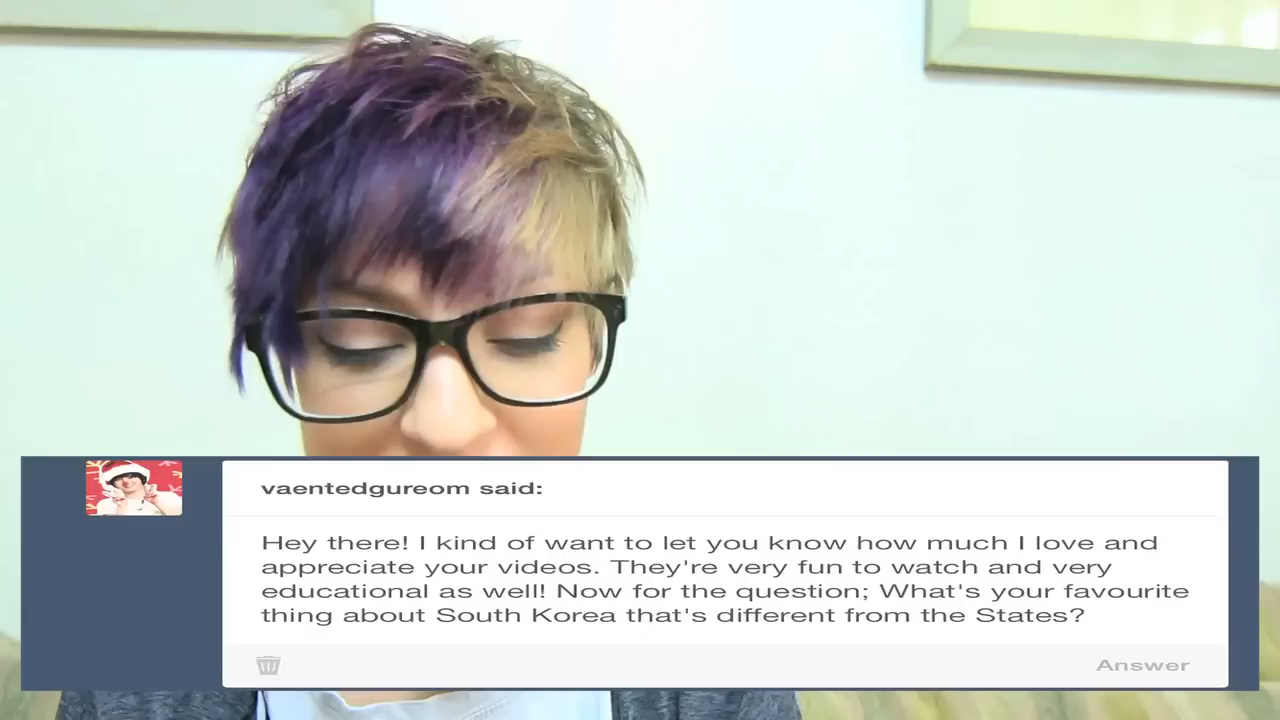 vaentedgureom said:
Hey there! I kind of want to let you know how much I love and
appreciate your videos. They're very fun to watch and very
educational as well! Now for the question; What's your favourite
thing about South Korea that's different from the States?
Answer